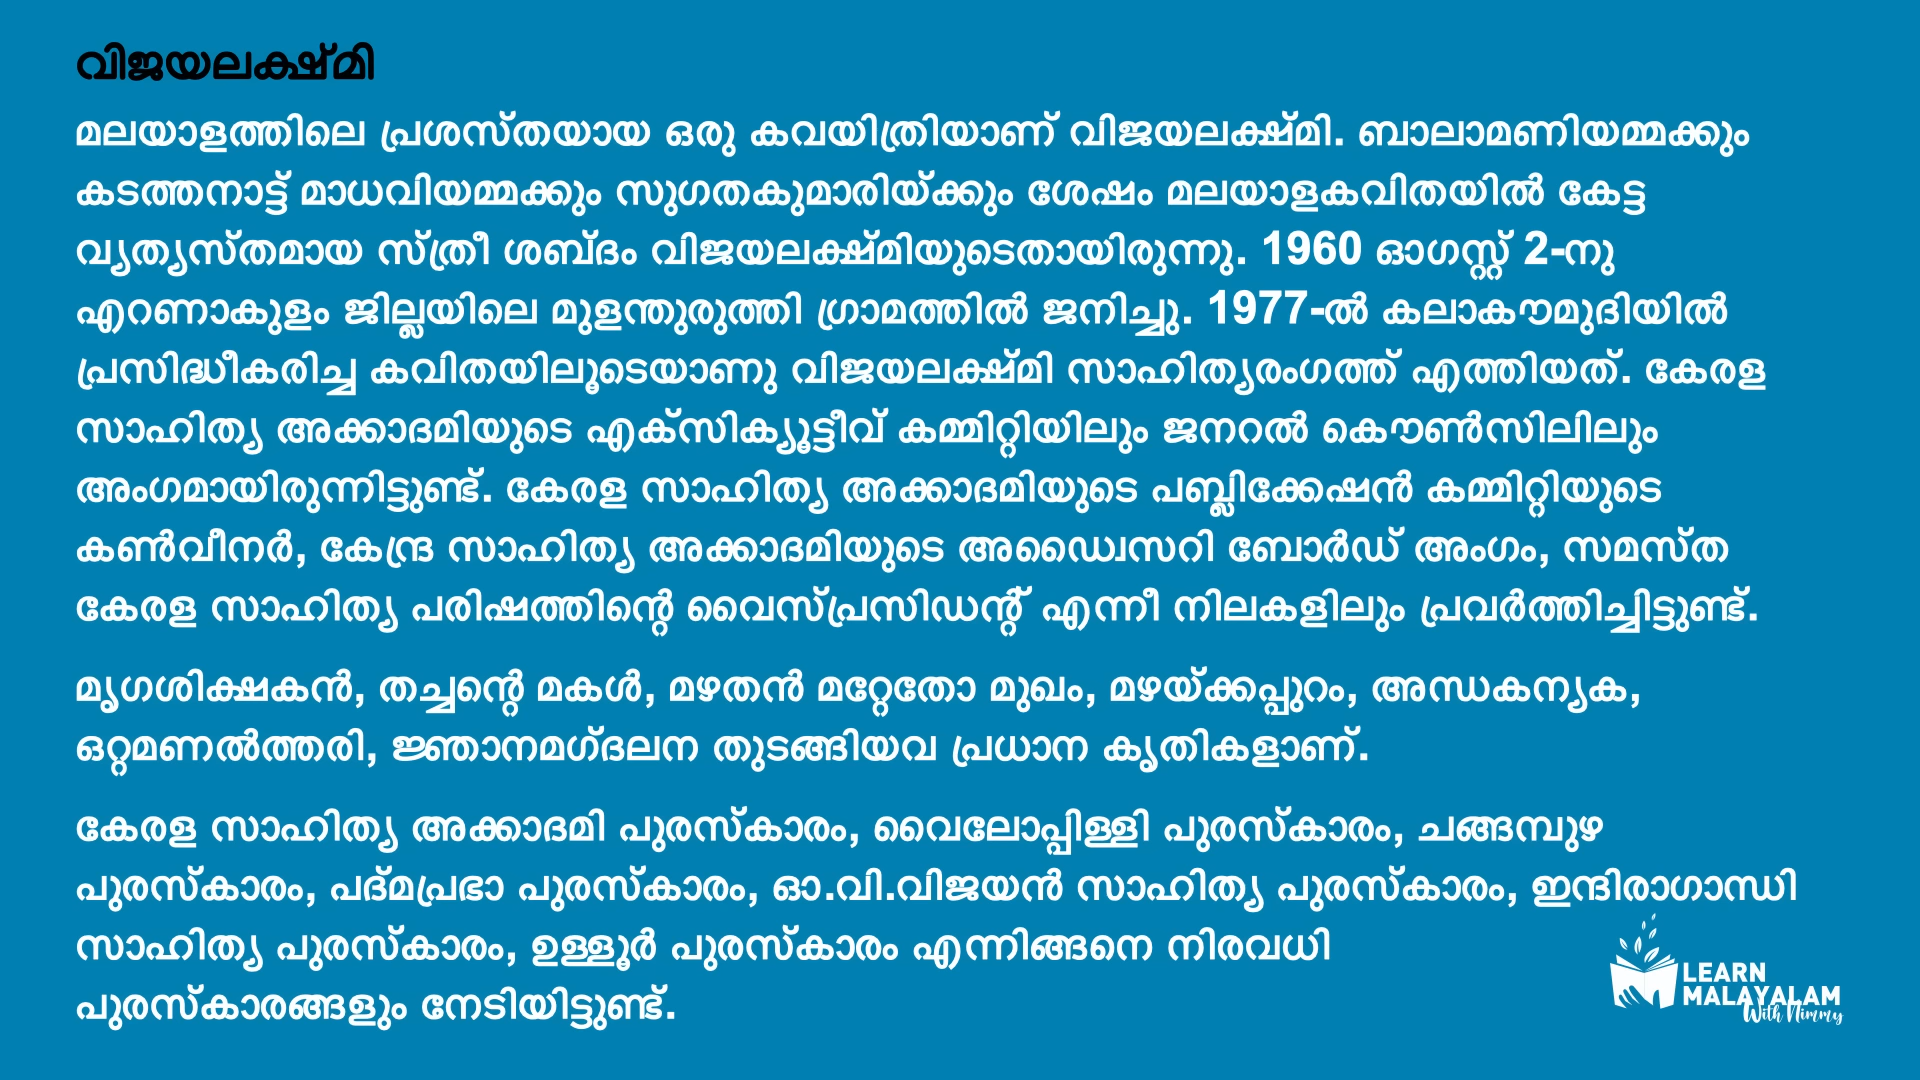 വിജയലക്ഷ്മി
മലയാളത്തിലെ പ്രശസ്തയായ ഒരു കവയിത്രിയാണ് വിജയലക്ഷ്മി. ബാലാമണിയമ്മക്കും
കടത്തനാട്ട് മാധവിയമ്മക്കും സുഗതകുമാരിയ്ക്കും ശേഷം മലയാളകവിതയിൽ കേട്ട
വ്യത്യസ്തമായ സ്ത്രീ ശബ്ദം വിജയലക്ഷ്മിയുടെതായിരുന്നു. 1960 ഓഗസ്റ്റ് 2-നു
എറണാകുളം ജില്ലയിലെ മുളന്തുരുത്തി ഗ്രാമത്തിൽ ജനിച്ചു. 1977-ൽ കലാകൗമുദിയിൽ
പ്രസിദ്ധീകരിച്ച കവിതയിലൂടെയാണു വിജയലക്ഷ്മി സാഹിത്യരംഗത്ത് എത്തിയത്. കേരള
സാഹിത്യ അക്കാദമിയുടെ എക്സിക്യൂട്ടീവ് കമ്മിറ്റിയിലും ജനറൽ കൌൺസിലിലും
അംഗമായിരുന്നിട്ടുണ്ട്. കേരള സാഹിത്യ അക്കാദമിയുടെ പബ്ലിക്കേഷൻ കമ്മിറ്റിയുടെ
കൺവീനർ, കേന്ദ്ര സാഹിത്യ അക്കാദമിയുടെ അഡ്വൈസറി ബോർഡ് അംഗം, സമസ്ത
കേരള സാഹിത്യ പരിഷത്തിന്റെ വൈസ്പ്രസിഡന്റ് എന്നീ നിലകളിലും പ്രവർത്തിച്ചിട്ടുണ്ട്.
മൃഗശിക്ഷകൻ, തച്ചന്റെ മകൾ, മഴതൻ മറ്റേതോ മുഖം, മഴയ്ക്കപ്പുറം, അന്ധകന്യക,
ഒറ്റമണൽത്തരി, ജ്ഞാനമഗ്ദലന തുടങ്ങിയവ പ്രധാന കൃതികളാണ്.
കേരള സാഹിത്യ അക്കാദമി പുരസ്കാരം, വൈലോപ്പിള്ളി പുരസ്കാരം, ചങ്ങമ്പുഴ
പുരസ്കാരം, പദ്മപ്രഭാ പുരസ്കാരം, ഓ.വി.വിജയൻ സാഹിത്യ പുരസ്കാരം, ഇന്ദിരാഗാന്ധി
സാഹിത്യ പുരസ്കാരം, ഉള്ളൂർ പുരസ്കാരം എന്നിങ്ങനെ നിരവധി
പുരസ്കാരങ്ങളും നേടിയിട്ടുണ്ട്.
LEARN
MALAYALAM
With Nimmy